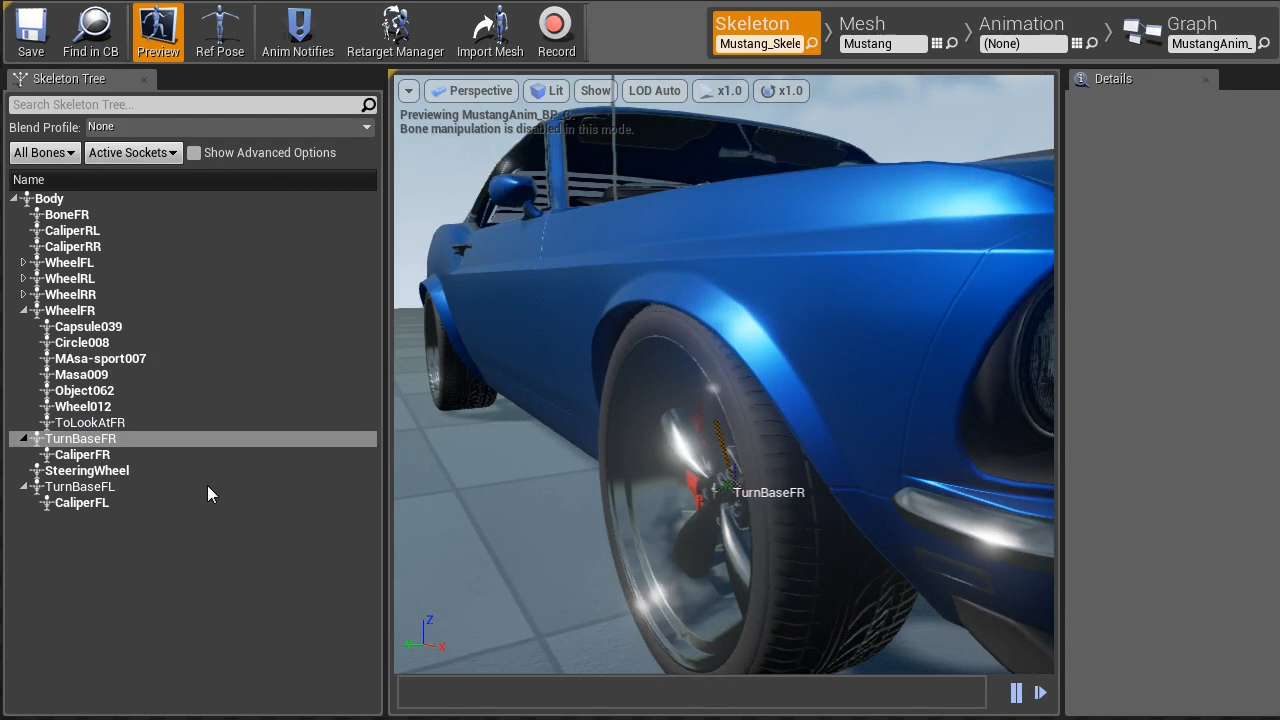 Save
Find in CB
Preview
Ref Pose
Anim Notifies
Retarget Manager
Import Mesh
Record
Skeleton
Mustang_Skele
Mesh
Mustang
Animation
(None)
Graph
MustangAnim_
Skeleton Tree
Search Skeleton Tree...
Blend Profile: None
All Bones
Active Sockets
Show Advanced Options
Name
Body
BoneFR
CaliperRL
CaliperRR
WheelFL
WheelRL
WheelRR
WheelFR
Capsule039
Circle008
MAsa-sport007
Masa009
Object062
Wheel012
ToLookAtFR
TurnBaseFR
CaliperFR
SteeringWheel
TurnBaseFL
CaliperFL
Perspective
Lit
Show
LOD Auto
x1.0
x1.0
Previewing MustangAnim_BP_C.
Bone manipulation is disabled in this mode.
TurnBaseFR
Z
X
Details